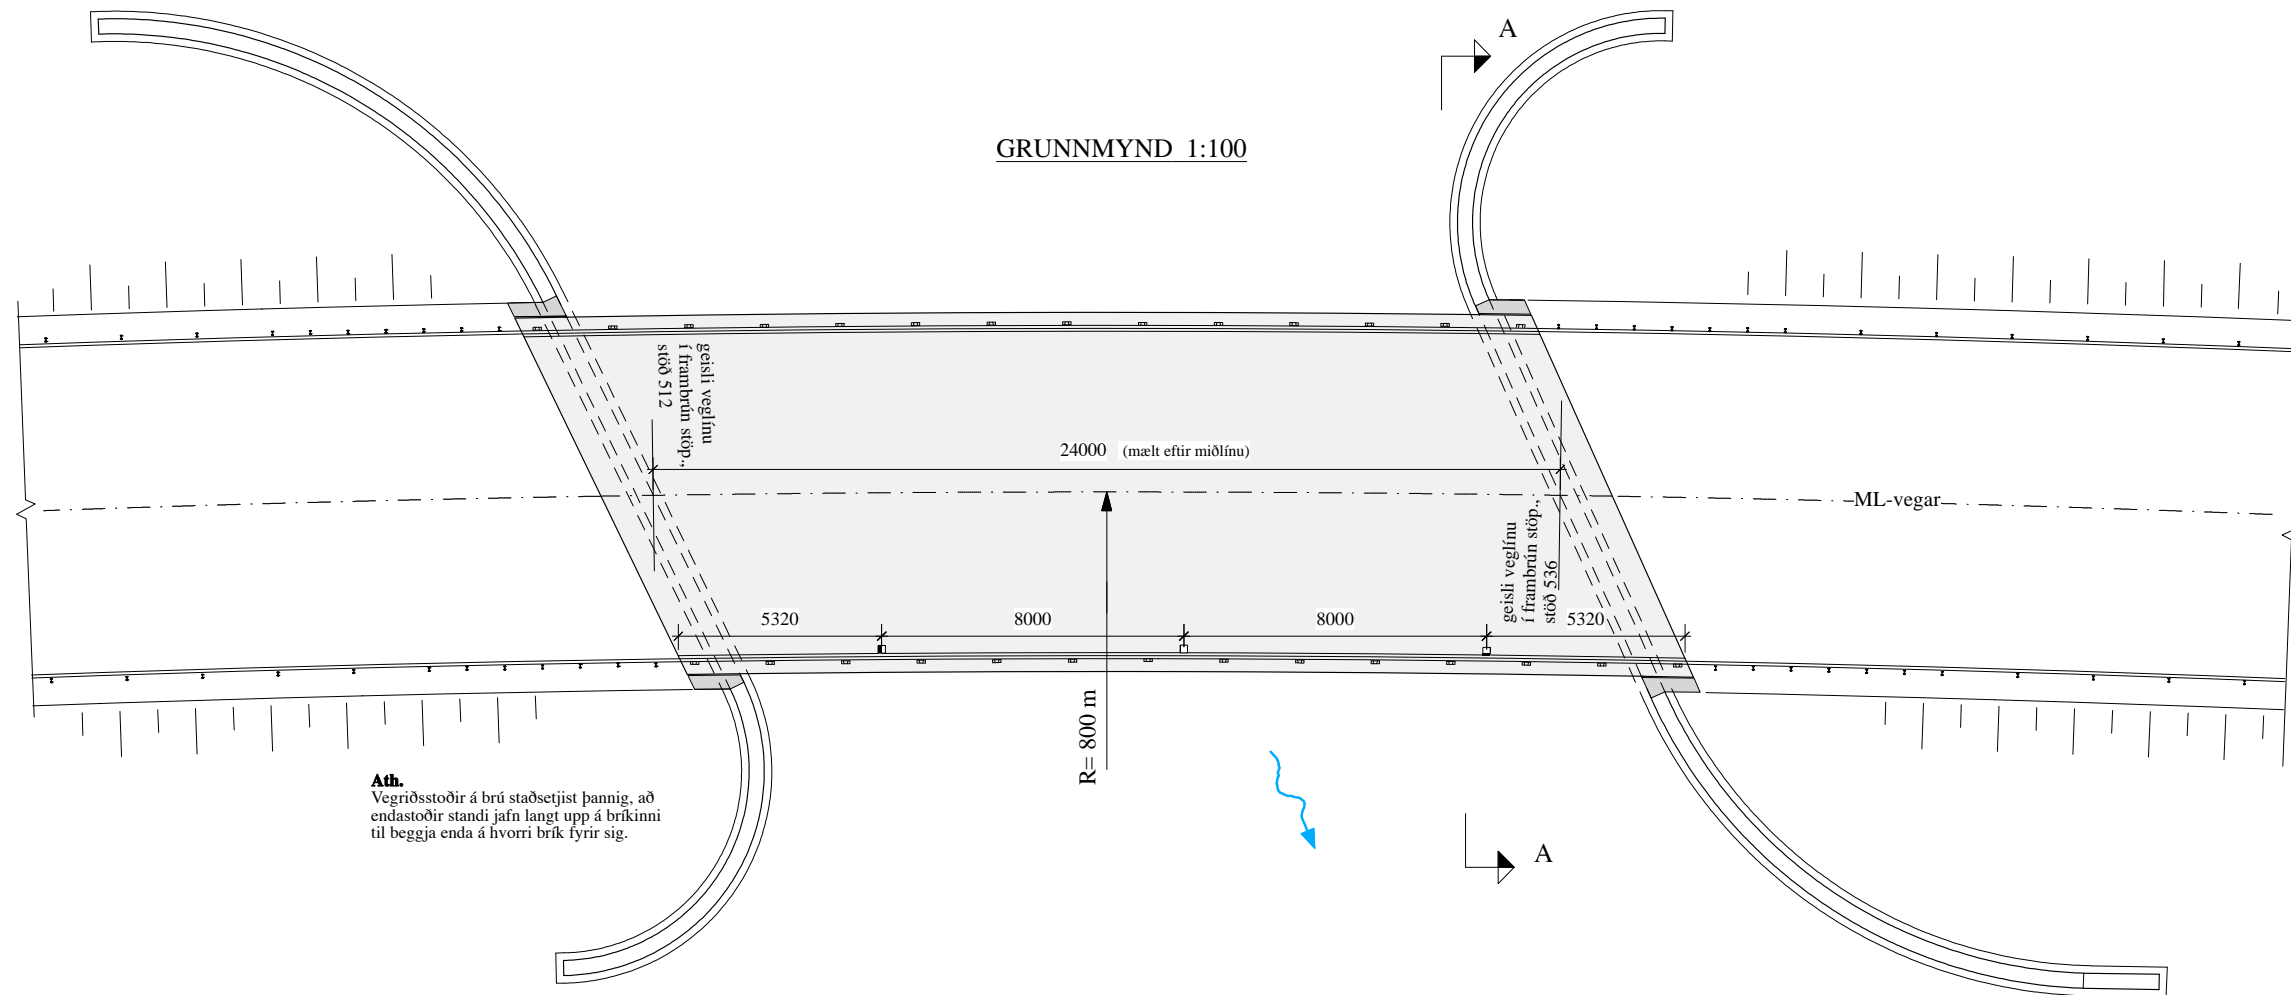 A
GRUNNMYND 1:100
geisli veglínu
í frambrún stöp.,
stöð 512
24000 (mælt eftir miðlínu)
ML-vegar
geisli veglínu
í frambrún stöp.,
stöð 536
5320
8000
8000
5320
R= 800 m
Ath.
Vegriðsstoðir á brú staðsetjist þannig, að
endastoðir standi jafn langt upp á bríkinni
til beggja enda á hvorri brík fyrir sig.
A